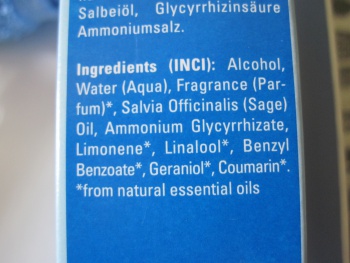 Salbeiöl, Glycyrrhizinsäure
Ammoniumsalz.
Ingredients (INCI): Alcohol,
Water (Aqua), Fragrance (Par-
fum)*, Salvia Officinalis (Sage)
Oil, Ammonium Glycyrrhizate,
Limonene*, Linalool*, Benzyl
Benzoate*, Geraniol*, Coumarin*.
*from natural essential oils